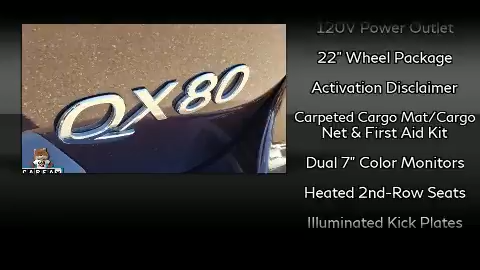 QX80
CARFAX
120V Power Outlet
22" Wheel Package
Activation Disclaimer
Carpeted Cargo Mat/Cargo
Net & First Aid Kit
Dual 7" Color Monitors
Heated 2nd-Row Seats
Illuminated Kick Plates